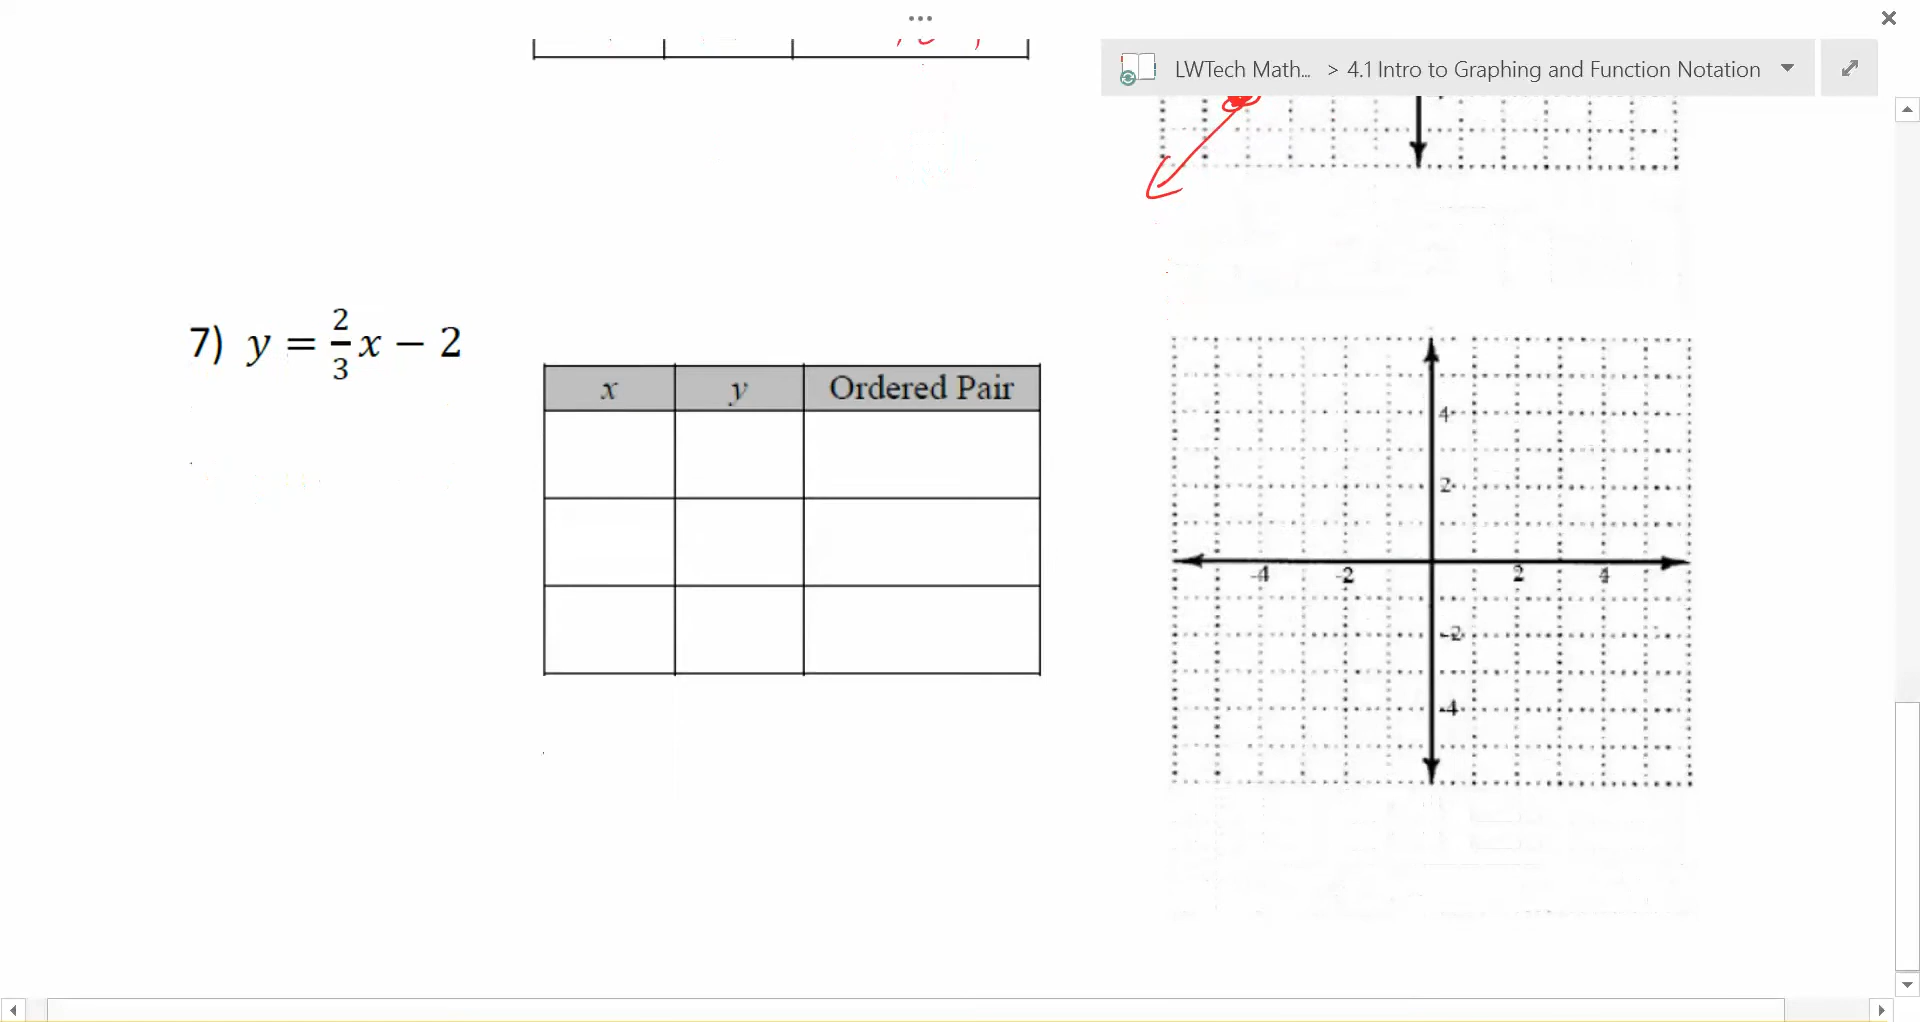 LWTech Math... > 4.1 Intro to Graphing and Function Notation
7) y = 2/3 x − 2
x y Ordered Pair
4
2
-4 -2 2 4
-2
-4